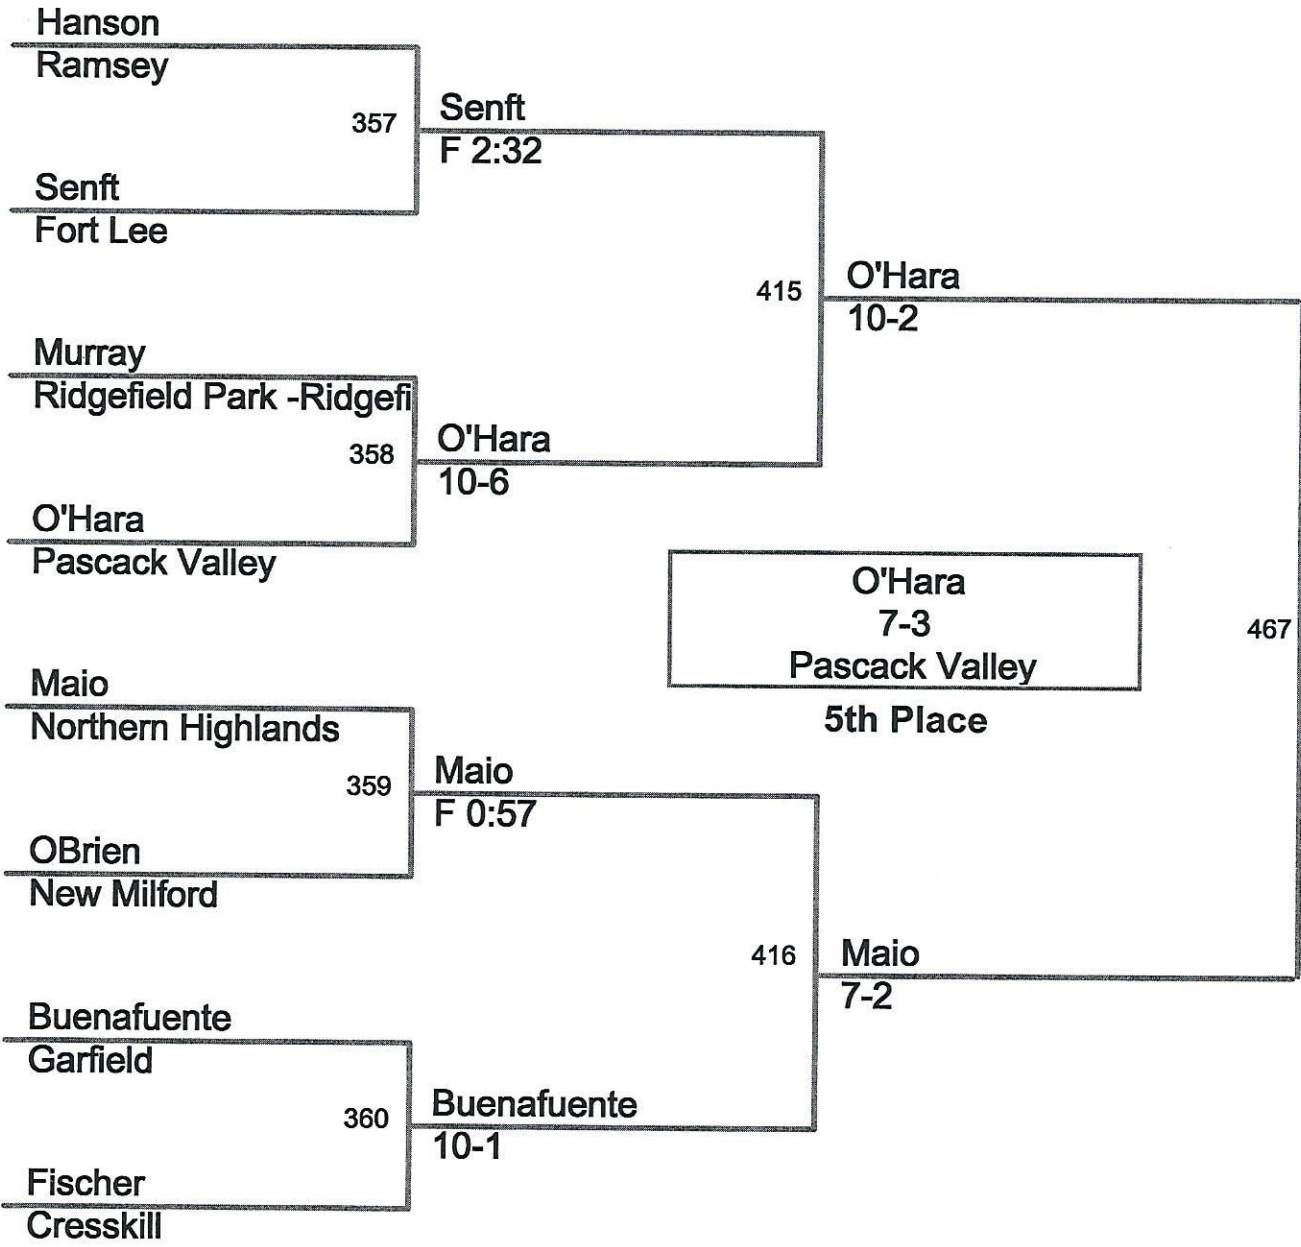 Hanson
Ramsey
357
Senft
F 2:32
Senft
Fort Lee
415
O'Hara
10-2
Murray
Ridgefield Park -Ridgefi
358
O'Hara
10-6
O'Hara
Pascack Valley
O'Hara
7-3
Pascack Valley
5th Place
467
Maio
Northern Highlands
359
Maio
F 0:57
OBrien
New Milford
416
Maio
7-2
Buenafuente
Garfield
360
Buenafuente
10-1
Fischer
Cresskill